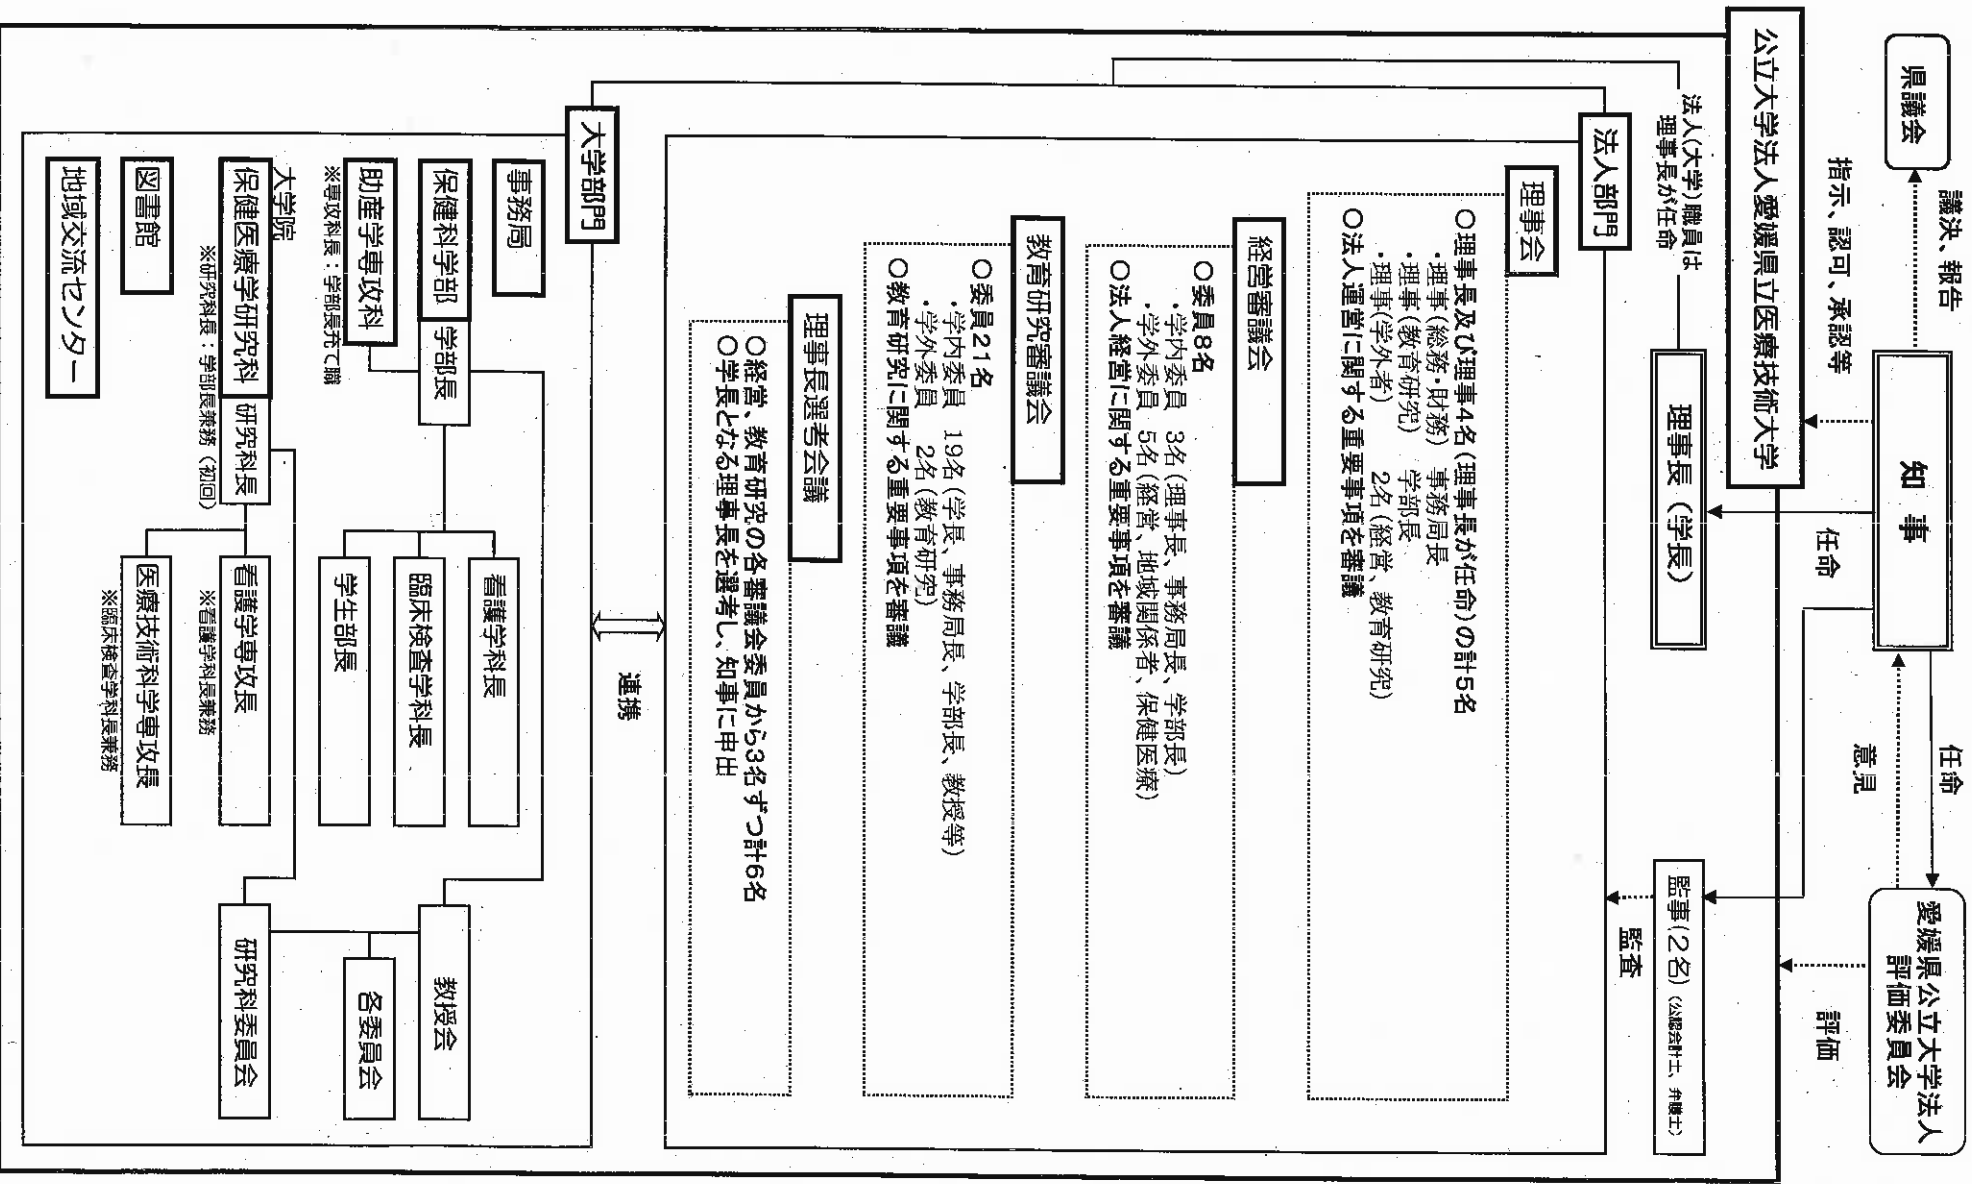 県議会
議決、報告
知 事
任命
意見
愛媛県公立大学法人
評価委員会
指示、認可、承認等
任命
評価
公立大学法人愛媛県立医療技術大学
法人(大学)職員は
理事長が任命
理事長(学長)
監事(2名)(公認会計士、弁護士)
監査
法人部門
理事会
○理事長及び理事4名(理事長が任命)の計5名
・理事(総務・財務) 事務局長
・理事(教育研究) 学部長
・理事(学外者) 2名(経営、教育研究)
○法人運営に関する重要事項を審議
経営審議会
○委員8名
・学内委員 3名(理事長、事務局長、学部長)
・学外委員 5名(経営、地域関係者、保健医療)
○法人経営に関する重要事項を審議
教育研究審議会
○委員21名
・学内委員 19名(学長、事務局長、学部長、教授等)
・学外委員 2名(教育研究)
○教育研究に関する重要事項を審議
理事長選考会議
○経営、教育研究の各審議会委員から3名ずつ計6名
○学長となる理事長を選考し、知事に申出
連携
大学部門
事務局
保健科学部
学部長
看護学科長
臨床検査学科長
学生部長
教授会
各委員会
助産学専攻科
※専攻科長:学部長充て職
大学院
保健医療学研究科
研究科長
※研究科長:学部長兼務(初回)
看護学専攻長
※看護学科長兼務
医療技術科学専攻長
※臨床検査学科長兼務
研究科委員会
図書館
地域交流センター